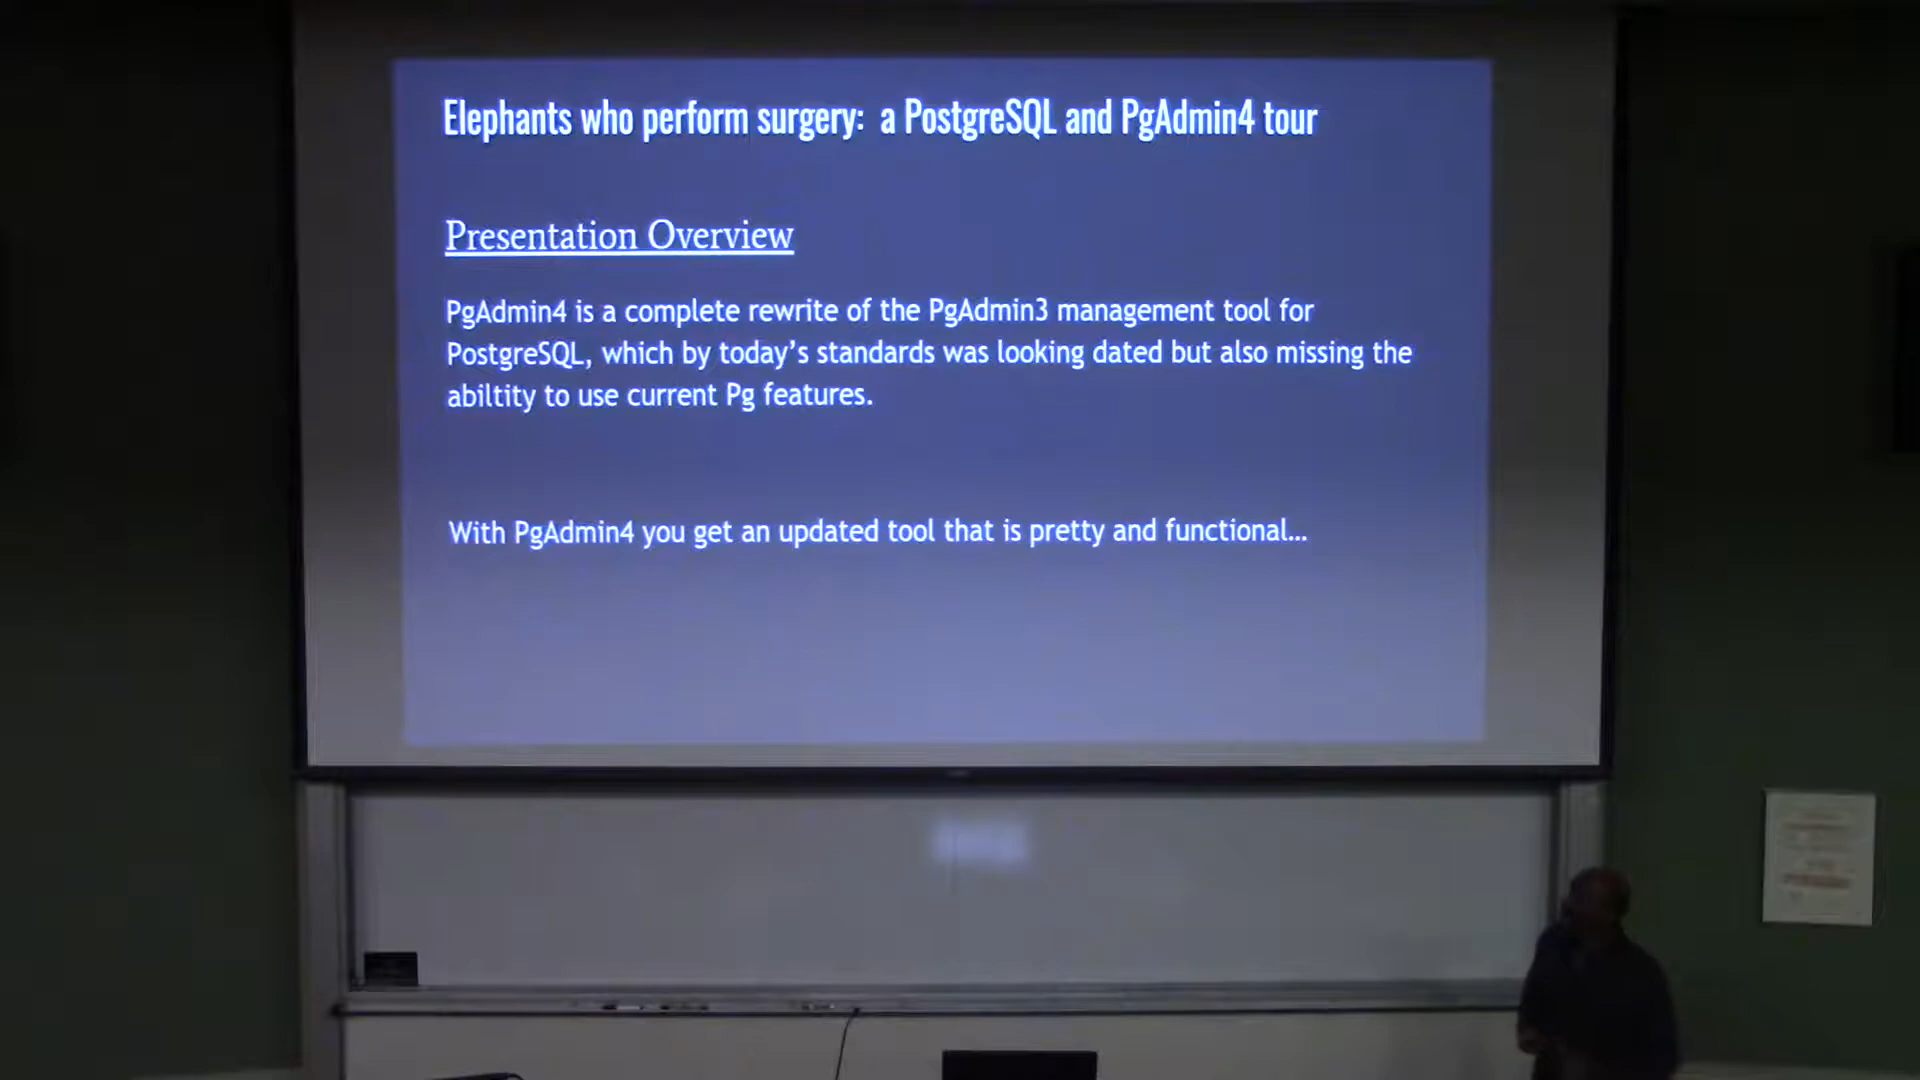 Elephants who perform surgery: a PostgreSQL and PgAdmin4 tour
Presentation Overview
PgAdmin4 is a complete rewrite of the PgAdmin3 management tool for
PostgreSQL, which by today’s standards was looking dated but also missing the
abiltity to use current Pg features.
With PgAdmin4 you get an updated tool that is pretty and functional...